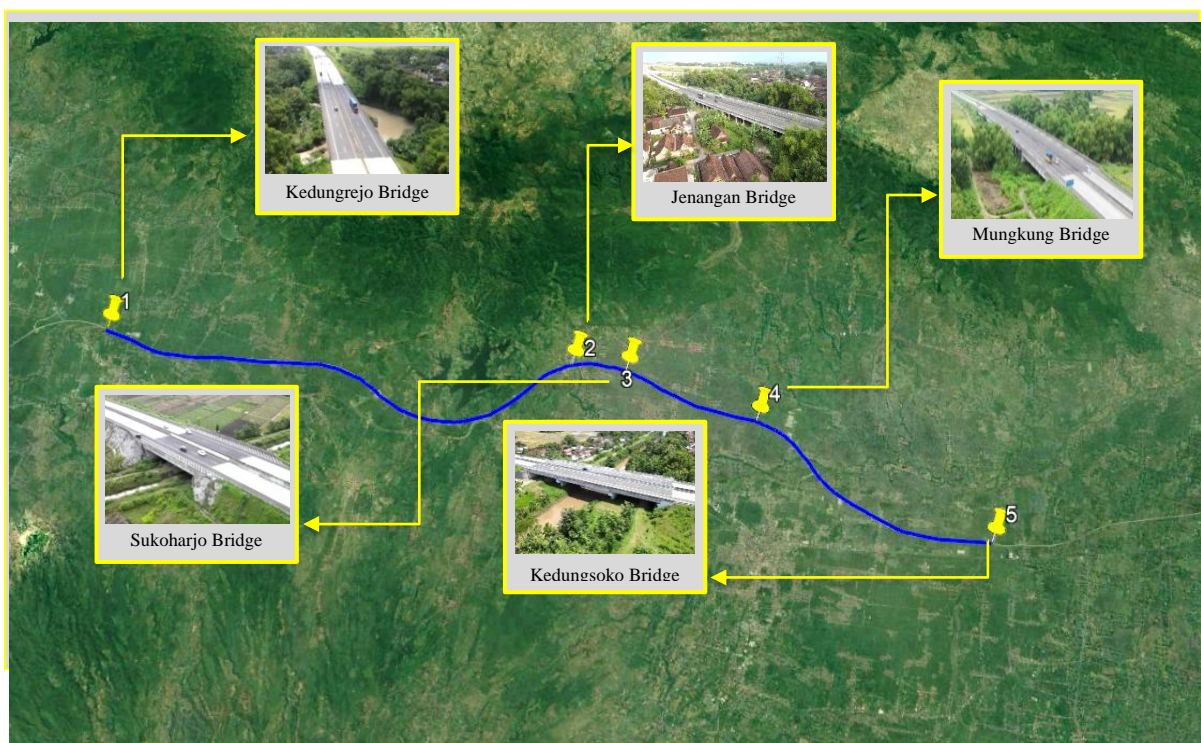 Kedungrejo Bridge
Jenangan Bridge
Mungkung Bridge
1
2
3
4
Sukoharjo Bridge
Kedungsoko Bridge
5